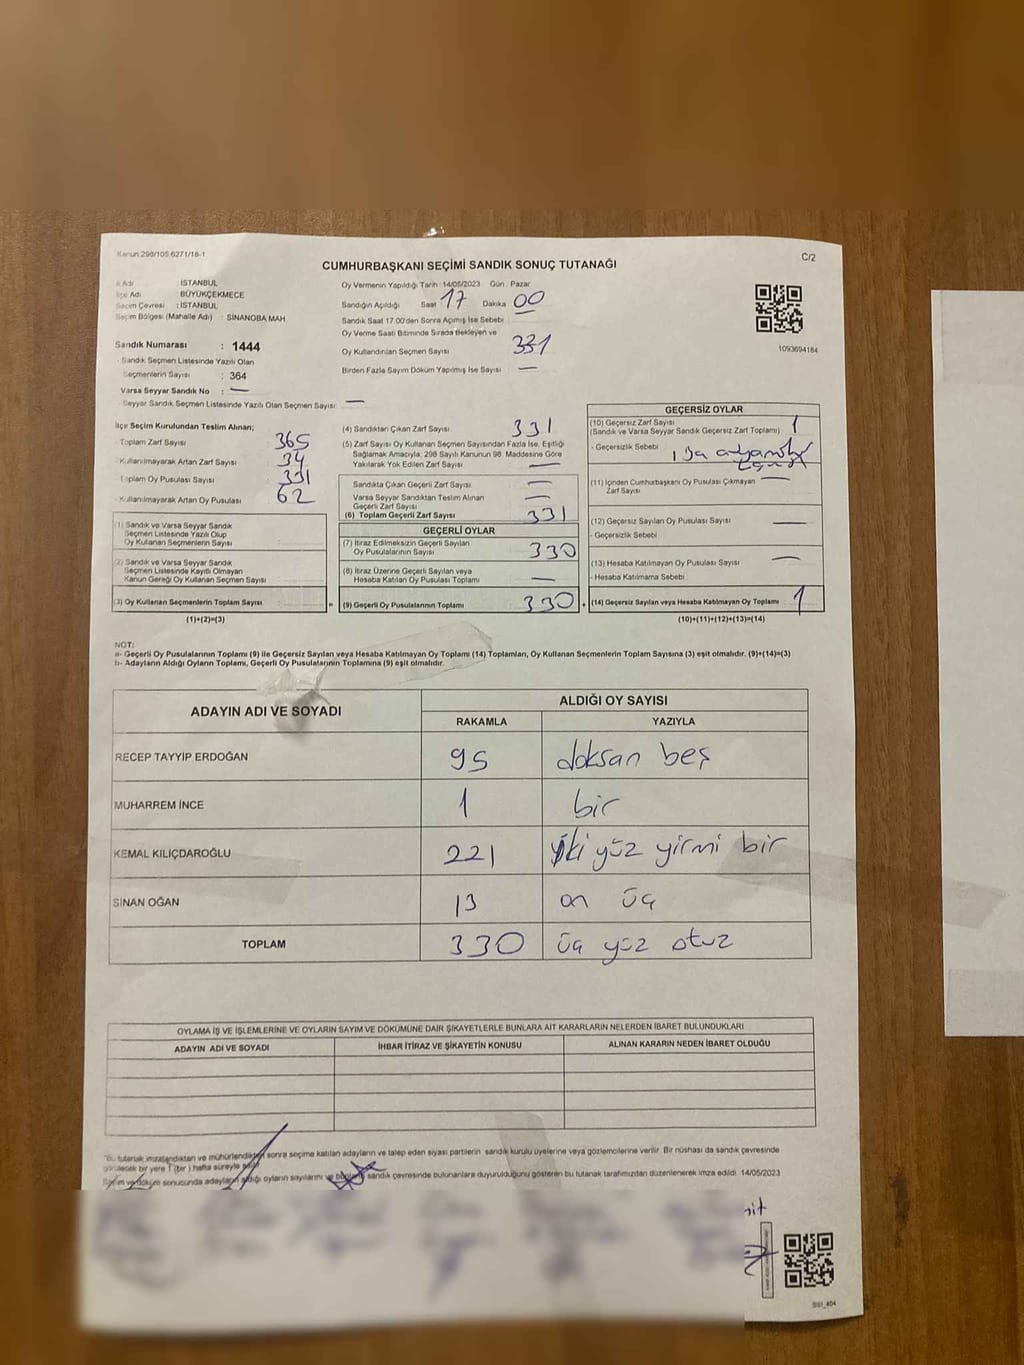 Kanun:298/105.6271/16-1
C/2
CUMHURBAŞKANI SEÇİMİ SANDIK SONUÇ TUTANAĞI
İl Adı : İSTANBUL
İlçe Adı : BÜYÜKÇEKMECE
Seçim Çevresi : İSTANBUL
Seçim Bölgesi (Mahalle Adı) : SİNANOBA MAH
Sandık Numarası : 1444
- Sandık Seçmen Listesinde Yazılı Olan
Seçmenlerin Sayısı : 364
Varsa Seyyar Sandık No : —
- Seyyar Sandık Seçmen Listesinde Yazılı Olan Seçmen Sayısı: —
Oy Vermenin Yapıldığı Tarih : 14/05/2023 Gün : Pazar
Sandığın Açıldığı Saat 17 Dakika 00
Sandık Saat 17:00'den Sonra Açımış İse Sebebi
Oy Verme Saati Bitiminde Sırada Bekleyen ve —
Oy Kullandırılan Seçmen Sayısı 331
Birden Fazla Sayım Döküm Yapılmış İse Sayısı —
1093694184
İlçe Seçim Kurulundan Teslim Alınan;
- Toplam Zarf Sayısı 365
- Kullanılmayarak Artan Zarf Sayısı 34
- Toplam Oy Pusulası Sayısı 331
- Kullanılmayarak Artan Oy Pusulası 62
(1) Sandık ve Varsa Seyyar Sandık
Seçmen Listesinde Yazılı Olup
Oy Kullanan Seçmenlerin Sayısı
(2) Sandık ve Varsa Seyyar Sandık
Seçmen Listesinde Kayıtlı Olmayan
Kanun Gereği Oy Kullanan Seçmen Sayısı
(3) Oy Kullanan Seçmenlerin Toplam Sayısı =
(1)+(2)=(3)
(4) Sandıktan Çıkan Zarf Sayısı 331
(5) Zarf Sayısı Oy Kullanan Seçmen Sayısından Fazla İse, Eşitliği
Sağlamak Amacıyla, 298 Sayılı Kanunun 98. Maddesine Göre
Yakılarak Yok Edilen Zarf Sayısı —
Sandıkta Çıkan Geçerli Zarf Sayısı —
Varsa Seyyar Sandıktan Teslim Alınan
Geçerli Zarf Sayısı —
(6) Toplam Geçerli Zarf Sayısı 331
GEÇERLİ OYLAR
(7) İtiraz Edilmeksizin Geçerli Sayılan
Oy Pusulalarının Sayısı 330
(8) İtiraz Üzerine Geçerli Sayılan veya
Hesaba Katılan Oy Pusulası Toplamı —
(9) Geçerli Oy Pusulalarının Toplamı 330 +
GEÇERSİZ OYLAR
(10) Geçersiz Zarf Sayısı 1
(Sandık ve Varsa Seyyar Sandık Geçersiz Zarf Toplamı)
- Geçersizlik Sebebi
(11) İçinden Cumhurbaşkanı Oy Pusulası Çıkmayan —
Zarf Sayısı
(12) Geçersiz Sayılan Oy Pusulası Sayısı —
- Geçersizlik Sebebi
(13) Hesaba Katılmayan Oy Pusulası Sayısı —
- Hesaba Katılmama Sebebi
(14) Geçersiz Sayılan veya Hesaba Katılmayan Oy Toplamı 1
(10)+(11)+(12)+(13)=(14)
NOT:
a- Geçerli Oy Pusulalarının Toplamı (9) ile Geçersiz Sayılan veya Hesaba Katılmayan Oy Toplamı (14) Toplamları, Oy Kullanan Seçmenlerin Toplam Sayısına (3) eşit olmalıdır. (9)+(14)=(3)
b- Adayların Aldığı Oyların Toplamı, Geçerli Oy Pusulalarının Toplamına (9) eşit olmalıdır.
ADAYIN ADI VE SOYADI
ALDIĞI OY SAYISI
RAKAMLA YAZIYLA
RECEP TAYYİP ERDOĞAN 95 doksan beş
MUHARREM İNCE 1 bir
KEMAL KILIÇDAROĞLU 221 iki yüz yirmi bir
SİNAN OĞAN 13 on üç
TOPLAM 330 üç yüz otuz
OYLAMA İŞ VE İŞLEMLERİNE VE OYLARIN SAYIM VE DÖKÜMÜNE DAİR ŞİKAYETLERLE BUNLARA AİT KARARLARIN NELERDEN İBARET BULUNDUKLARI
ADAYIN ADI VE SOYADI İHBAR İTİRAZ VE ŞİKAYETİN KONUSU ALINAN KARARIN NEDEN İBARET OLDUĞU
*Bu tutanak imzalandıktan ve mühürlendikten sonra seçime katılan adayların ve talep eden siyasi partilerin sandık kurulu üyelerine veya gözlemcilerine verilir. Bir nüshası da sandık çevresinde
görülecek bir yere 1 (bir) hafta süreyle asılır
Sayım ve döküm sonucunda adayların aldığı oyların sayılarını ve bunların sandık çevresinde bulunanlara duyurulduğunu gösteren bu tutanak tarafımızdan düzenlenerek imza edildi. 14/05/2023
SS1_404